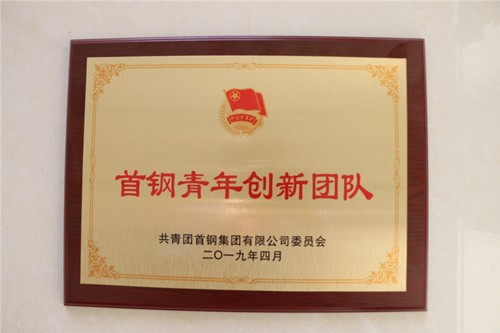 首钢青年创新团队
共青团首钢集团有限公司委员会
二〇一九年四月